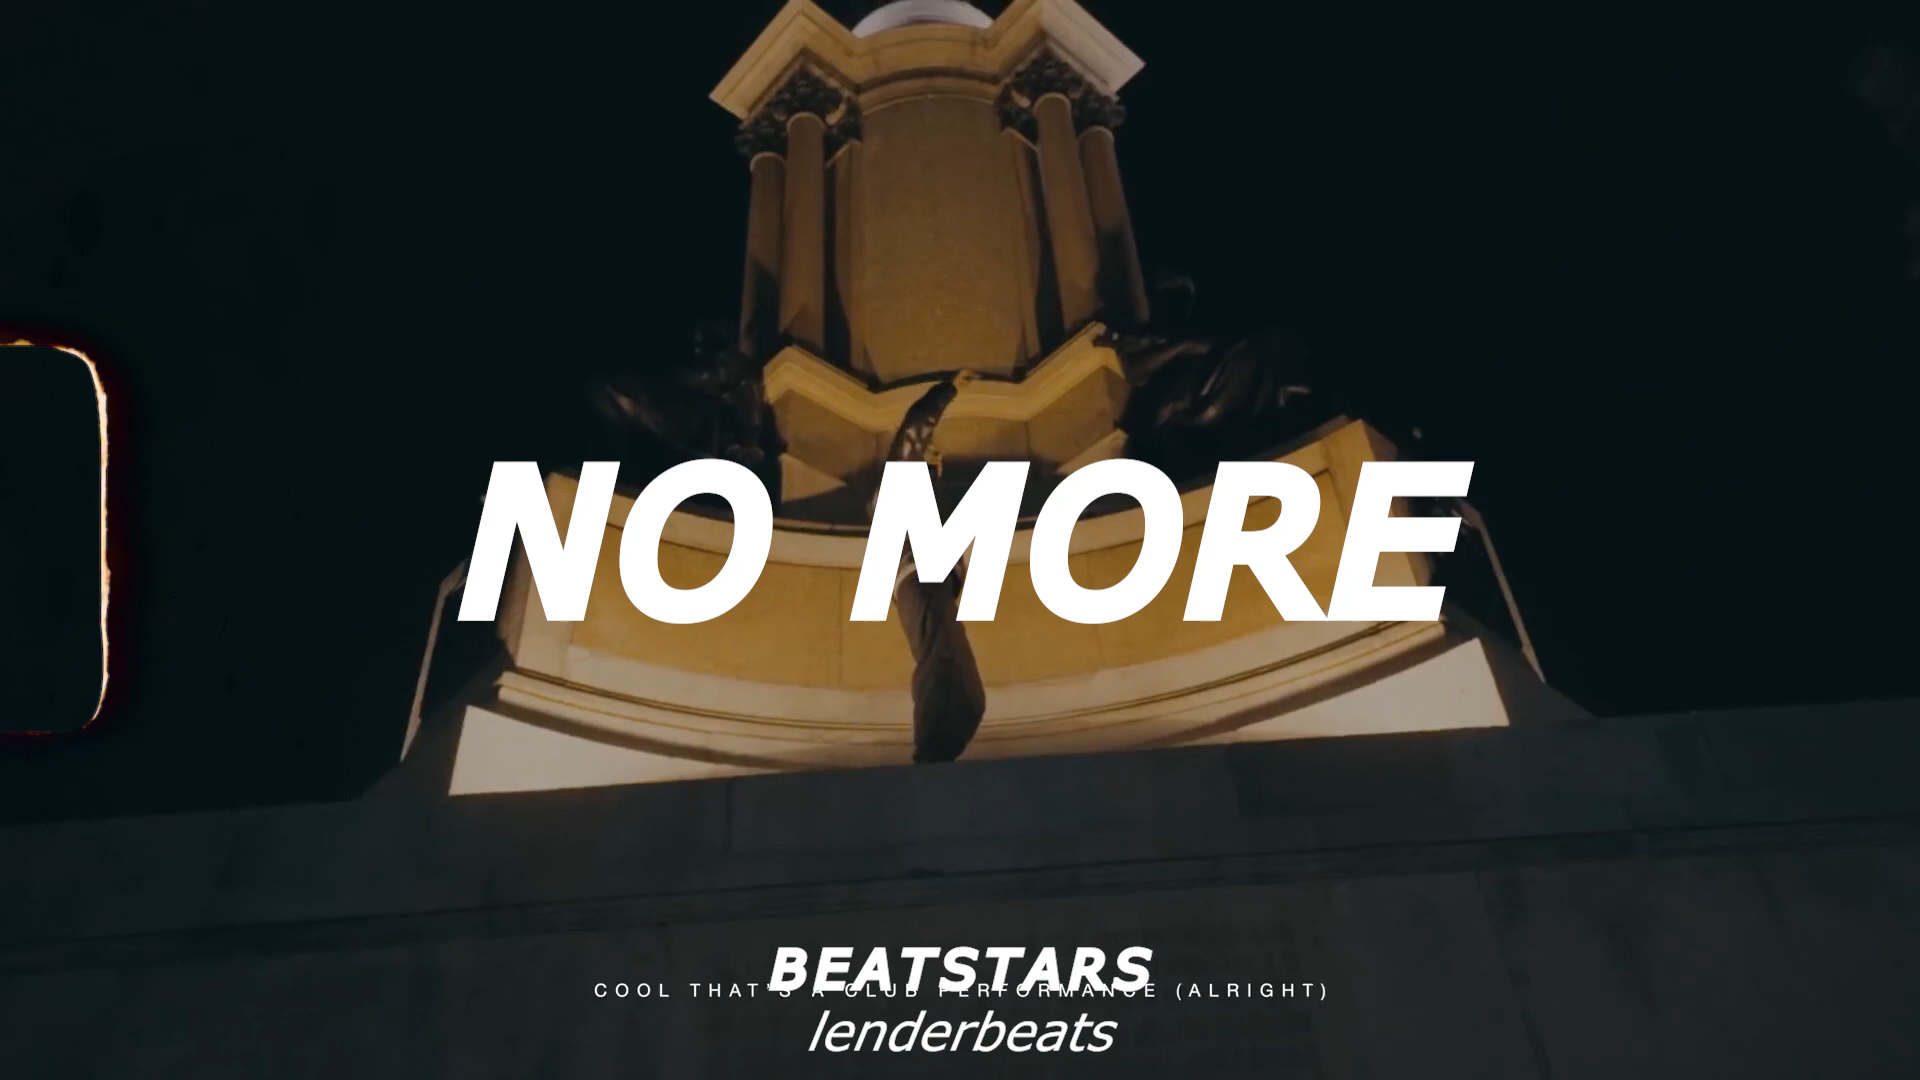 NO MORE
BEATSTARS
COOL THAT'S A CLUB PERFORMANCE (ALRIGHT)
lenderbeats